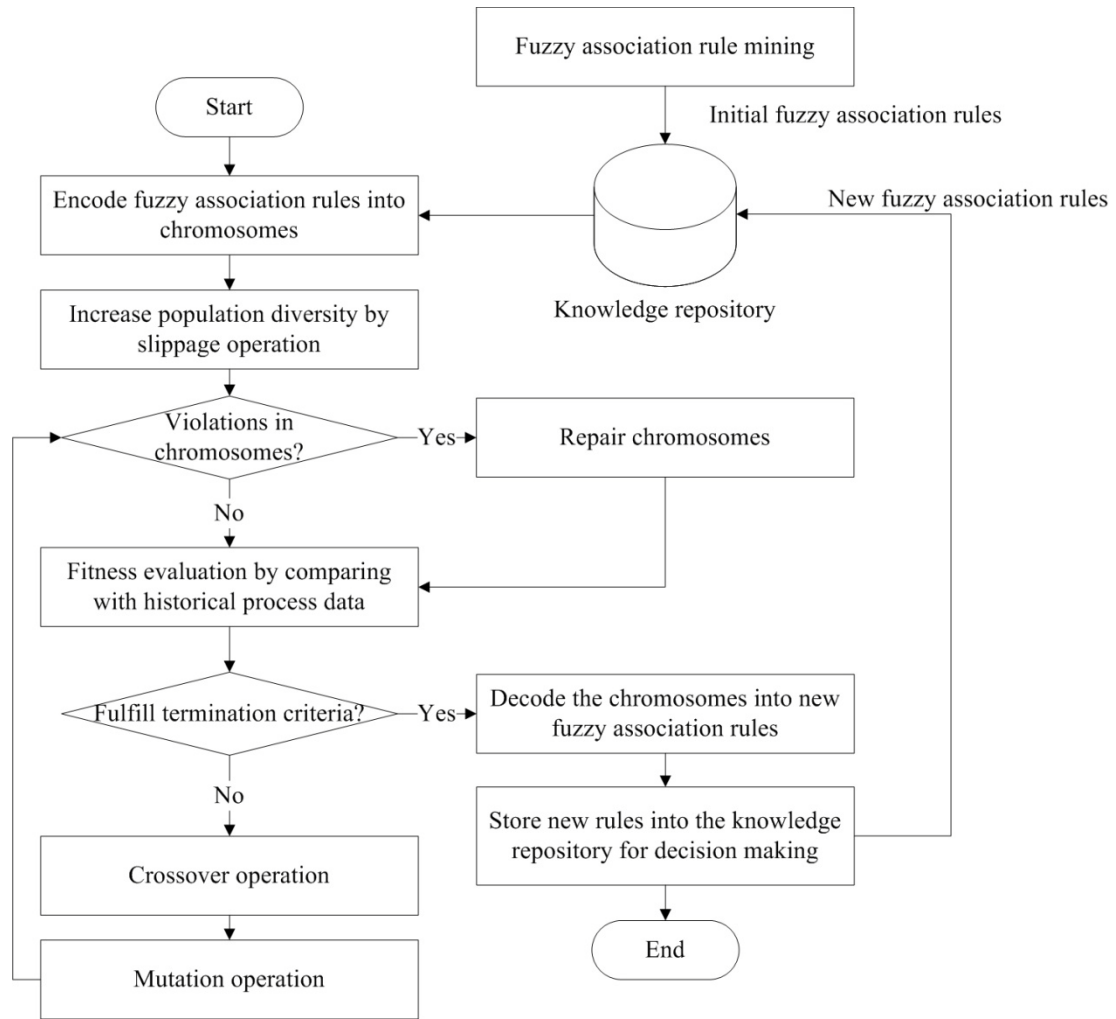 Fuzzy association rule mining
Start
Initial fuzzy association rules
Encode fuzzy association rules into
chromosomes
New fuzzy association rules
Knowledge repository
Increase population diversity by
slippage operation
Violations in
chromosomes?
Yes
Repair chromosomes
No
Fitness evaluation by comparing
with historical process data
Fulfill termination criteria?
Yes
Decode the chromosomes into new
fuzzy association rules
No
Store new rules into the knowledge
repository for decision making
Crossover operation
End
Mutation operation